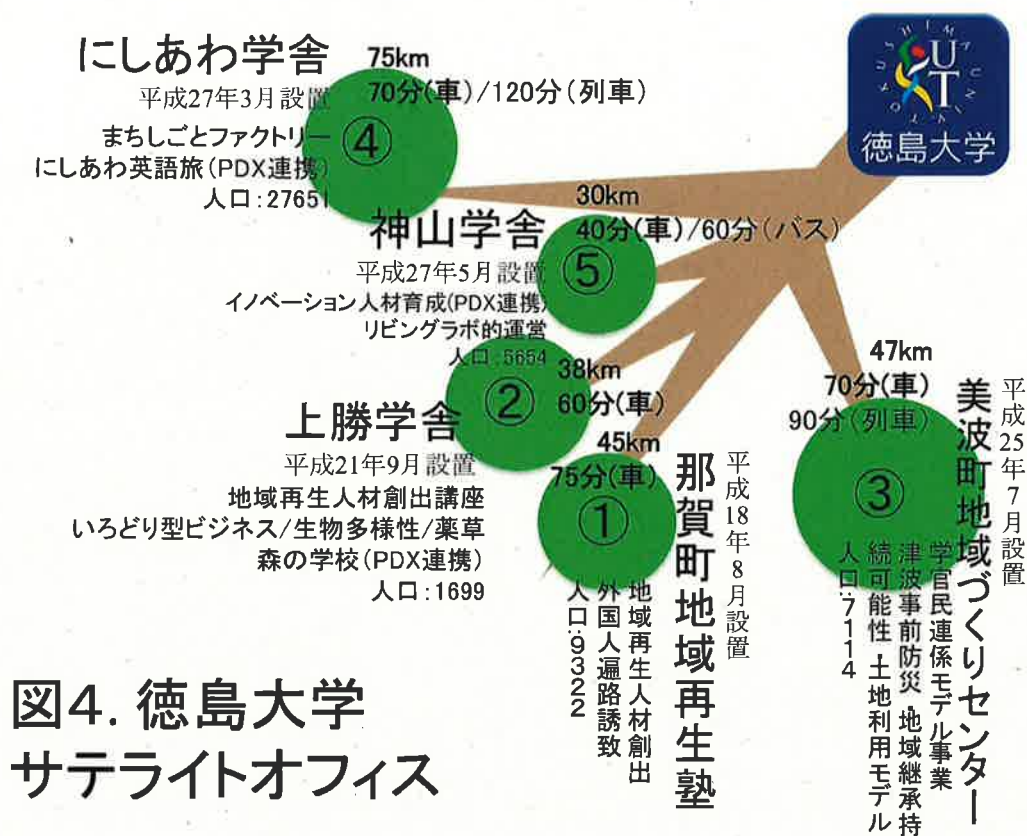 にしあわ学舎
平成27年3月設置
まちしごとファクトリー
にしあわ英語旅(PDX連携)
人口:27651
75km
70分(車)/120分(列車)
④
徳島大学
神山学舎
平成27年5月設置
イノベーション人材育成(PDX連携)
リビングラボ的運営
人口:5654
30km
40分(車)/60分(バス)
⑤
上勝学舎
平成21年9月設置
地域再生人材創出講座
いろどり型ビジネス/生物多様性/薬草
森の学校(PDX連携)
人口:1699
38km
60分(車)
②
45km
75分(車)
①
那賀町地域再生塾
平成18年8月設置
地域再生人材創出
外国人遍路誘致
人口:9322
47km
70分(車)
90分(列車)
③
美波町地域づくりセンター
平成25年7月設置
学官民連係モデル事業
津波事前防災・地域継承持
続可能性・土地利用モデル
人口:7114
図4. 徳島大学
サテライトオフィス